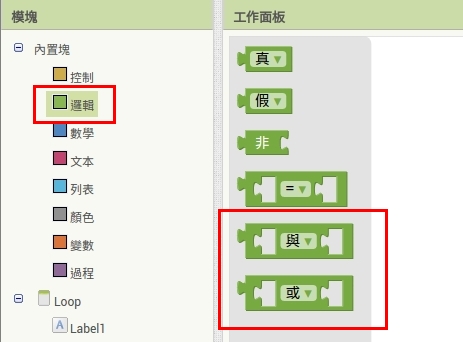 模塊
內置塊
控制
邏輯
數學
文本
列表
顏色
變數
過程
Loop
Label1
工作面板
真
假
非
=
與
或